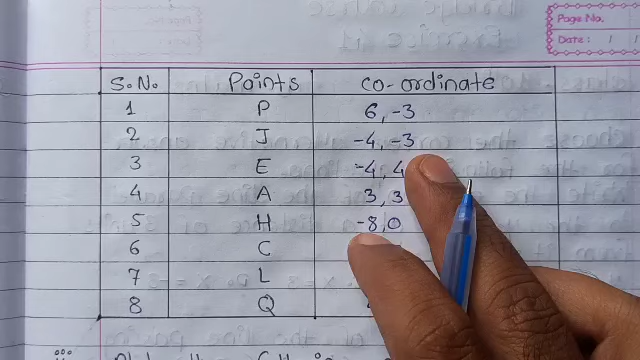 Page No.
Date: / /
S.No. Points Co-ordinate
1 P 6, -3
2 J -4, -3
3 E -4, 4
4 A 3, 3
5 H -8, 0
6 C
7 L
8 Q